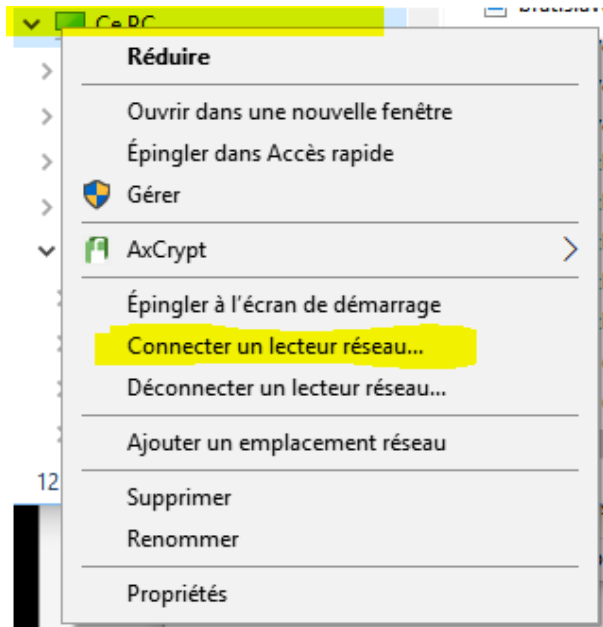 Ce PC
Réduire
Ouvrir dans une nouvelle fenêtre
Épingler dans Accès rapide
Gérer
AxCrypt
Épingler à l'écran de démarrage
Connecter un lecteur réseau...
Déconnecter un lecteur réseau...
Ajouter un emplacement réseau
12
Supprimer
Renommer
Propriétés